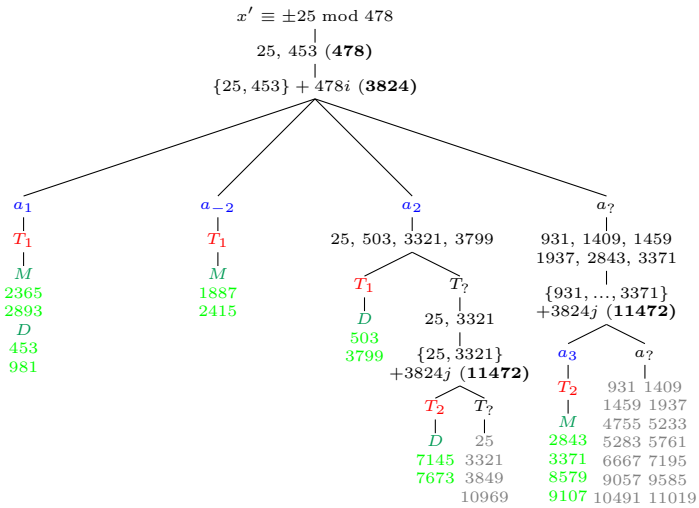 x′ ≡ ±25 mod 478
25, 453 (478)
{25, 453} + 478i (3824)
a₁
a₋₂
a₂
a?
T₁
T₁
25, 503, 3321, 3799
931, 1409, 1459
1937, 2843, 3371
M
2365
2893
D
453
981
M
1887
2415
T₁
T?
D
503
3799
25, 3321
{25, 3321}
+3824j (11472)
T₂
T?
D
7145
7673
25
3321
3849
10969
{931, ..., 3371}
+3824j (11472)
a₃
a?
T₂
M
2843
3371
8579
9107
931 1409
1459 1937
4755 5233
5283 5761
6667 7195
9057 9585
10491 11019